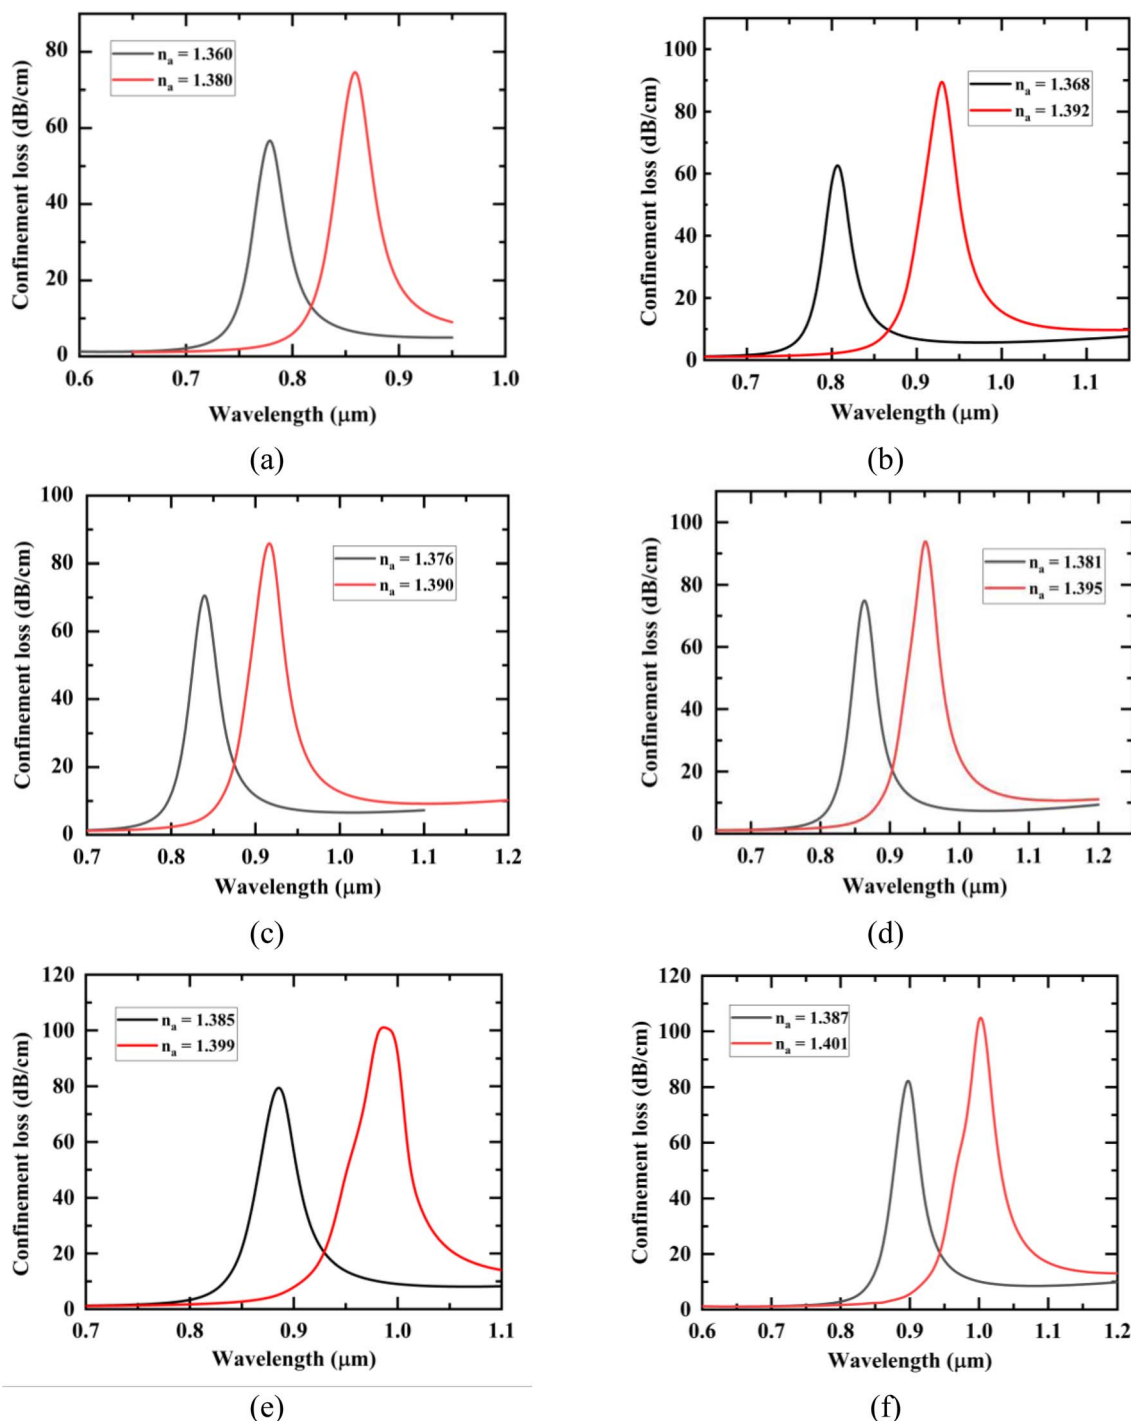 n_a = 1.360
n_a = 1.380
Confinement loss (dB/cm)
80
60
40
20
0
0.6 0.7 0.8 0.9 1.0
Wavelength (μm)
(a)
n_a = 1.368
n_a = 1.392
Confinement loss (dB/cm)
100
80
60
40
20
0
0.7 0.8 0.9 1.0 1.1
Wavelength (μm)
(b)
n_a = 1.376
n_a = 1.390
Confinement loss (dB/cm)
100
80
60
40
20
0
0.7 0.8 0.9 1.0 1.1 1.2
Wavelength (μm)
(c)
n_a = 1.381
n_a = 1.395
Confinement loss (dB/cm)
100
80
60
40
20
0
0.7 0.8 0.9 1.0 1.1 1.2
Wavelength (μm)
(d)
n_a = 1.385
n_a = 1.399
Confinement loss (dB/cm)
120
100
80
60
40
20
0
0.7 0.8 0.9 1.0 1.1
Wavelength (μm)
(e)
n_a = 1.387
n_a = 1.401
Confinement loss (dB/cm)
120
100
80
60
40
20
0
0.6 0.7 0.8 0.9 1.0 1.1 1.2
Wavelength (μm)
(f)